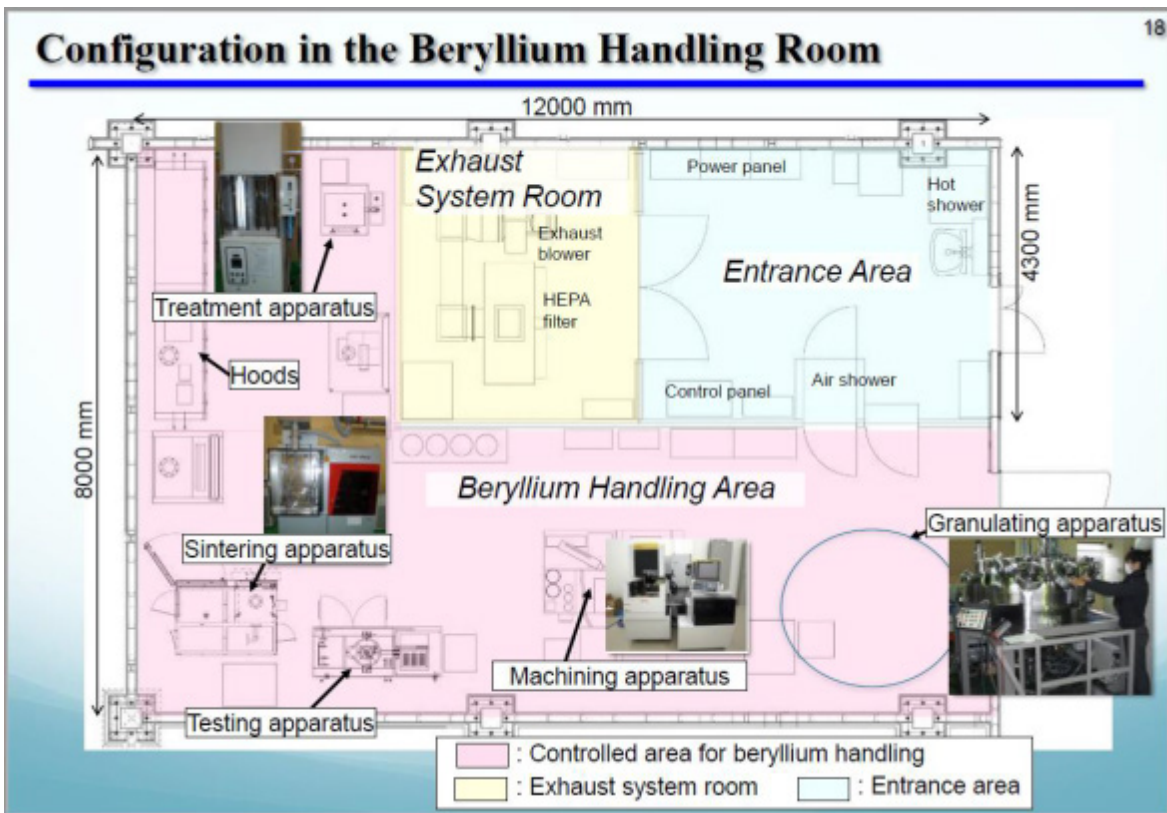 18
Configuration in the Beryllium Handling Room
12000 mm
Exhaust
System Room
Power panel
Hot
shower
Exhaust
blower
4300 mm
Entrance Area
Treatment apparatus
HEPA
filter
Hoods
Control panel
Air shower
8000 mm
Beryllium Handling Area
Granulating apparatus
Sintering apparatus
Machining apparatus
Testing apparatus
: Controlled area for beryllium handling
: Exhaust system room
: Entrance area